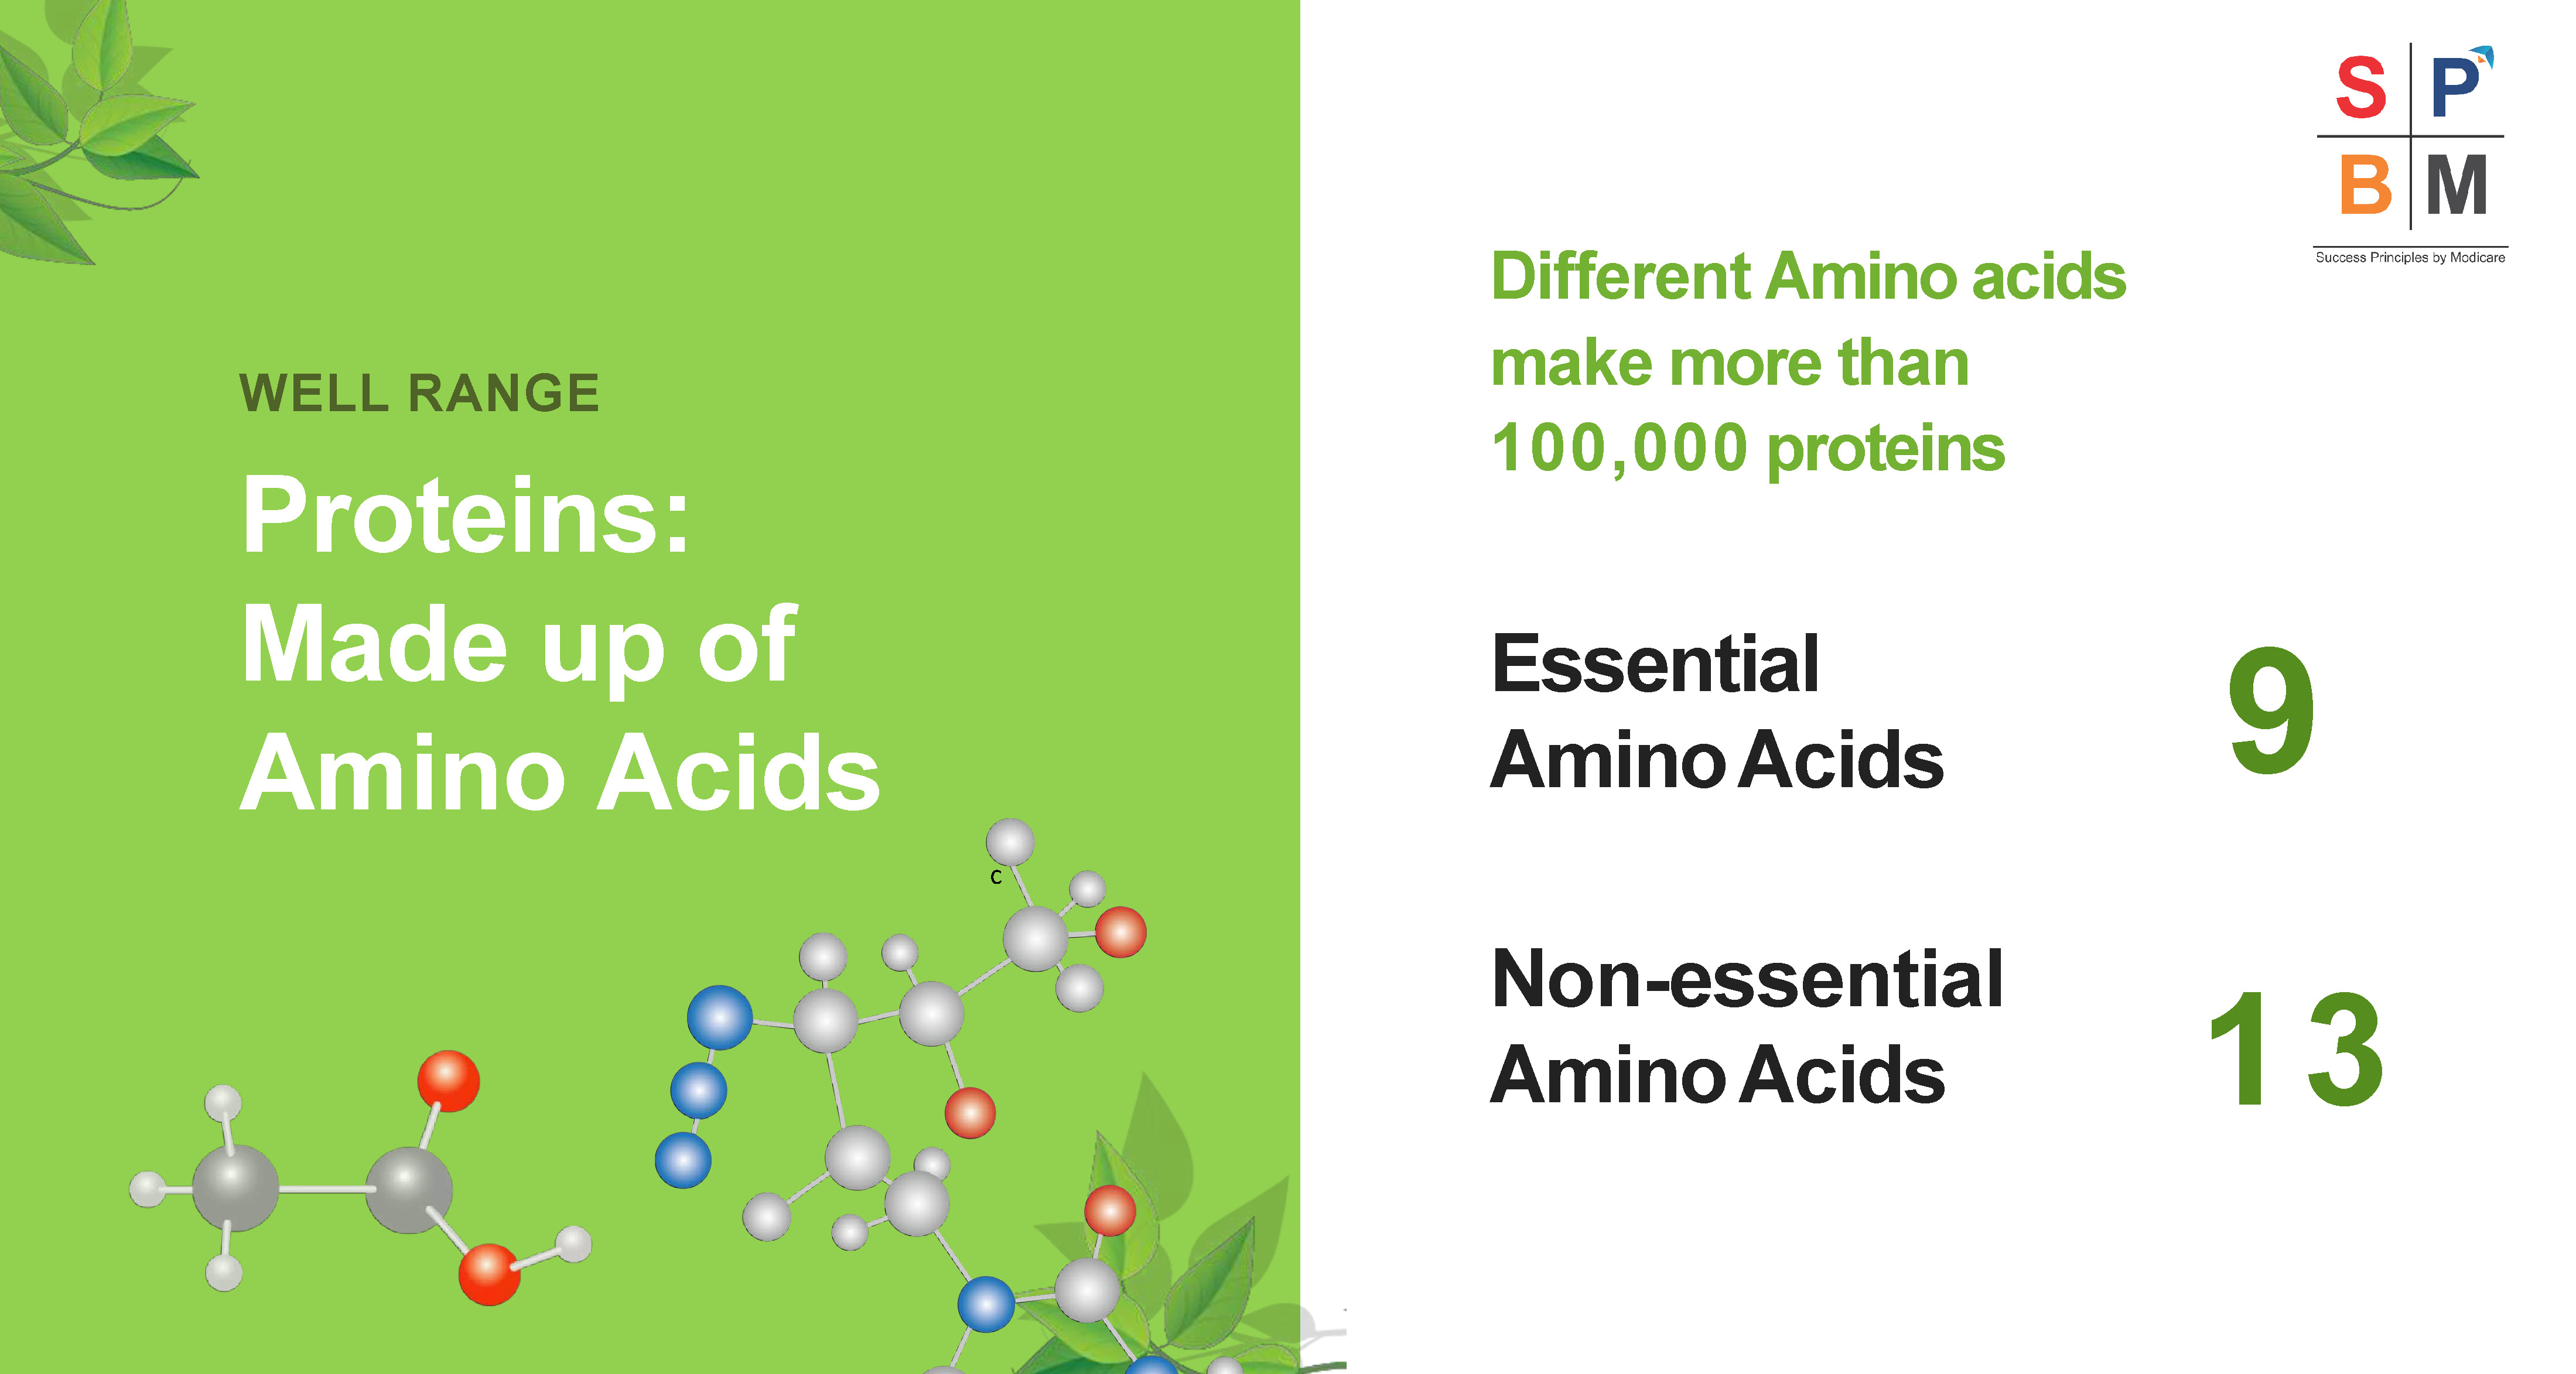 WELL RANGE
Proteins:
Made up of
Amino Acids
C
S P
B M
Success Principles by Modicare
Different Amino acids
make more than
100,000 proteins
Essential
Amino Acids
9
Non-essential
Amino Acids
13